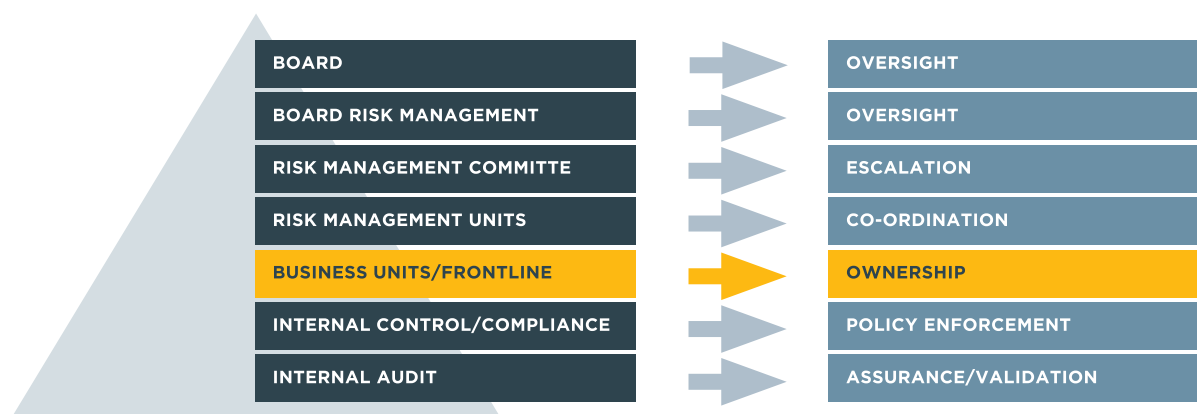 BOARD
OVERSIGHT
BOARD RISK MANAGEMENT
OVERSIGHT
RISK MANAGEMENT COMMITTE
ESCALATION
RISK MANAGEMENT UNITS
CO-ORDINATION
BUSINESS UNITS/FRONTLINE
OWNERSHIP
INTERNAL CONTROL/COMPLIANCE
POLICY ENFORCEMENT
INTERNAL AUDIT
ASSURANCE/VALIDATION